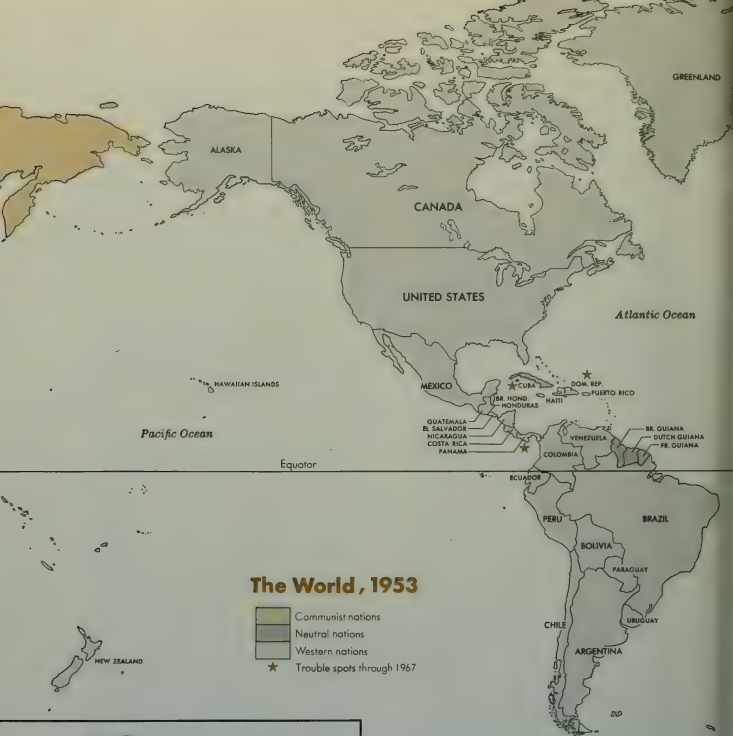 GREENLAND
ALASKA
CANADA
UNITED STATES
Atlantic Ocean
HAWAIIAN ISLANDS
MEXICO
CUBA
DOM. REP.
PUERTO RICO
HAITI
BR. HOND.
HONDURAS
GUATEMALA
EL SALVADOR
NICARAGUA
COSTA RICA
PANAMA
VENEZUELA
BR. GUIANA
DUTCH GUIANA
FR. GUIANA
COLOMBIA
Pacific Ocean
Equator
ECUADOR
PERU
BRAZIL
BOLIVIA
PARAGUAY
The World, 1953
Communist nations
Neutral nations
Western nations
Trouble spots through 1967
CHILE
URUGUAY
ARGENTINA
NEW ZEALAND
DD